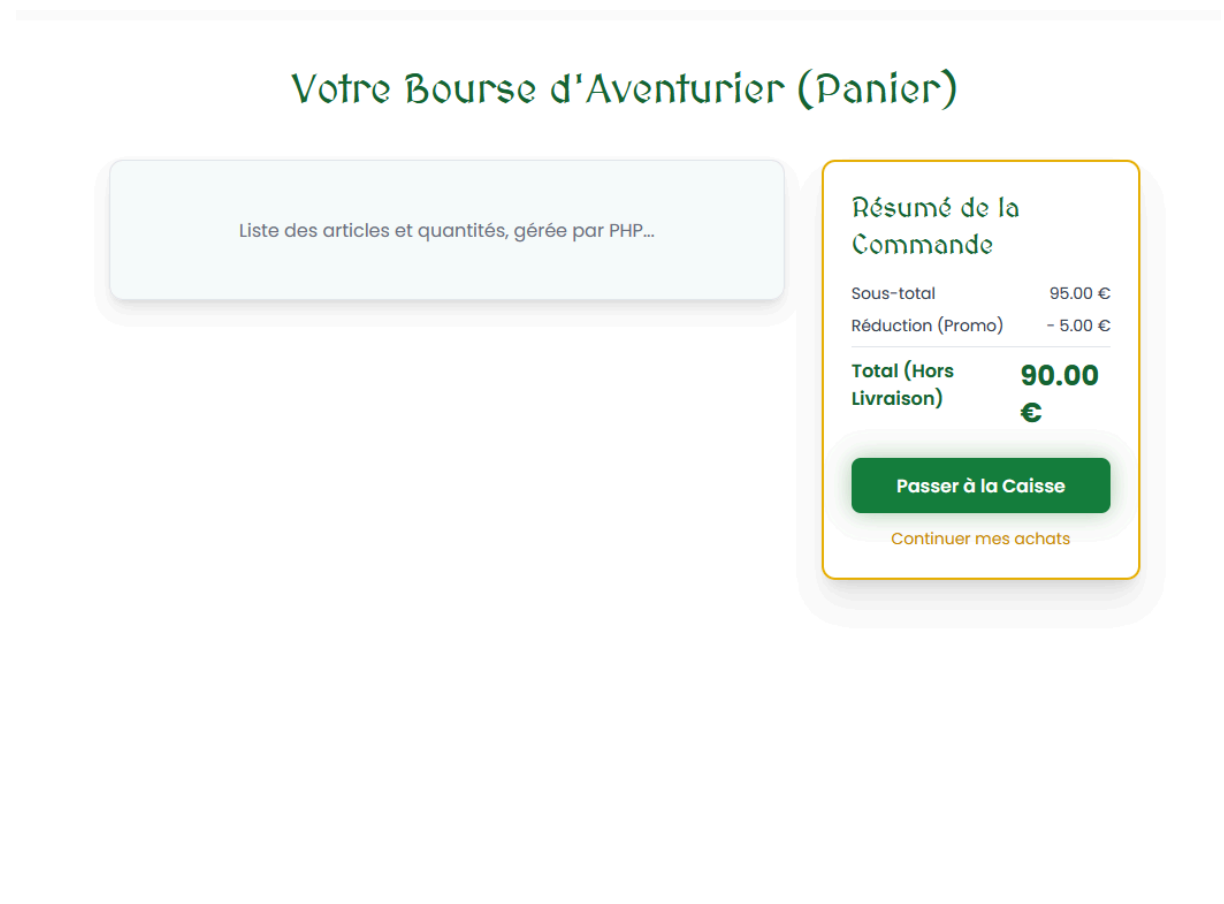 Votre Bourse d'Aventurier (Panier)
Liste des articles et quantités, gérée par PHP...
Résumé de la
Commande
Sous-total 95.00 €
Réduction (Promo) - 5.00 €
Total (Hors
Livraison)
90.00
€
Passer à la Caisse
Continuer mes achats